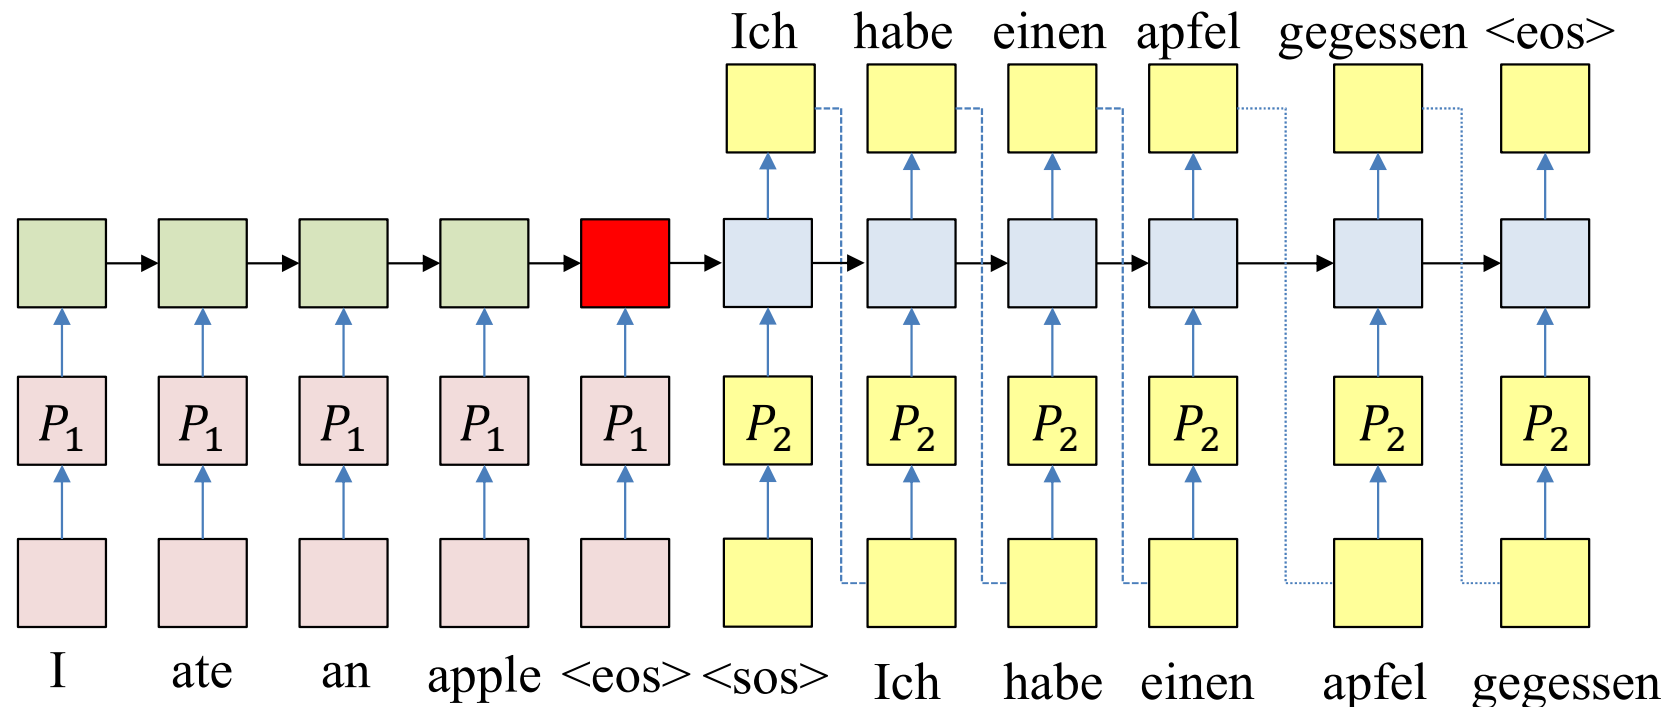 Ich habe einen apfel gegessen <eos>
P₁ P₁ P₁ P₁ P₁ P₂ P₂ P₂ P₂ P₂ P₂
I ate an apple <eos> <sos> Ich habe einen apfel gegessen